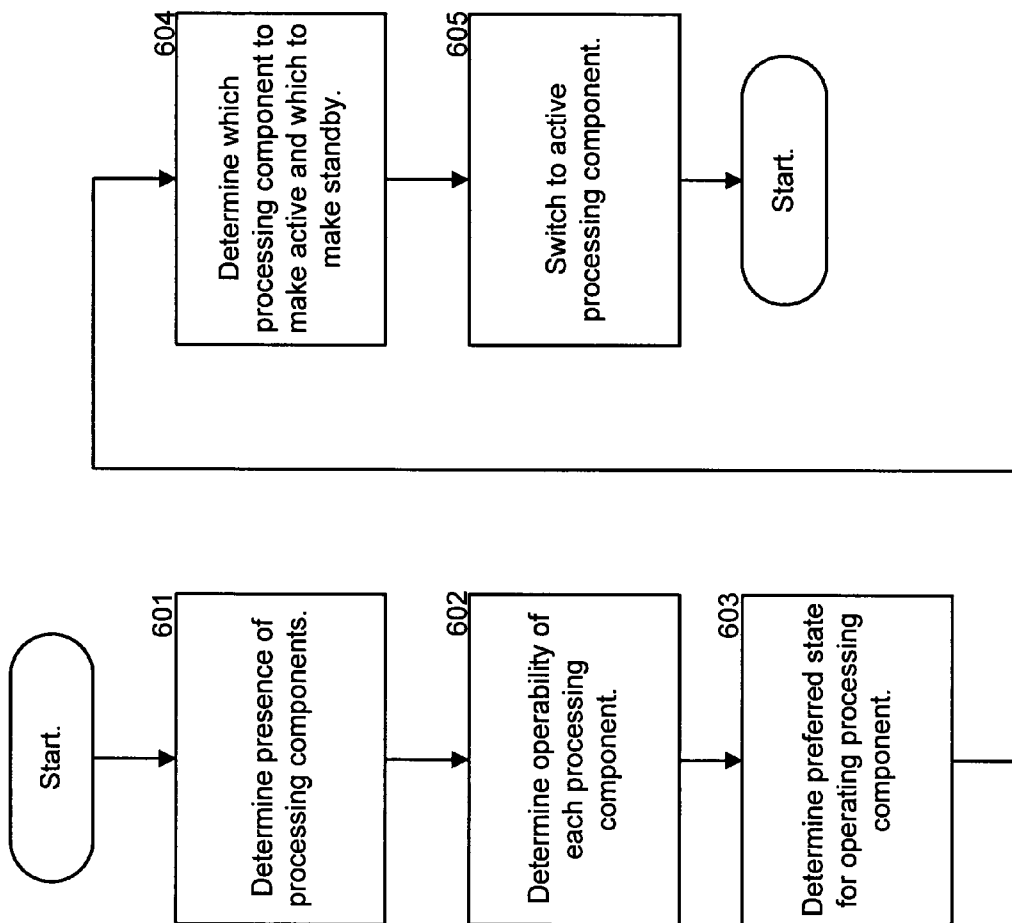 Start.
601
Determine presence of
processing components.
602
Determine operability of
each processing
component.
603
Determine preferred state
for operating processing
component.
604
Determine which
processing component to
make active and which to
make standby.
605
Switch to active
processing component.
Start.